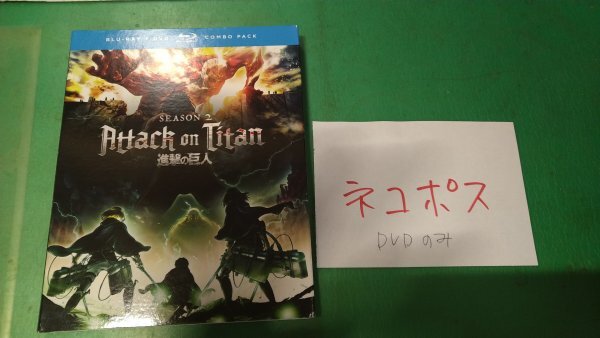 BLU-RAY + DVD COMBO PACK
SEASON 2
Attack on Titan
進撃の巨人
ネコポス
DVDのみ